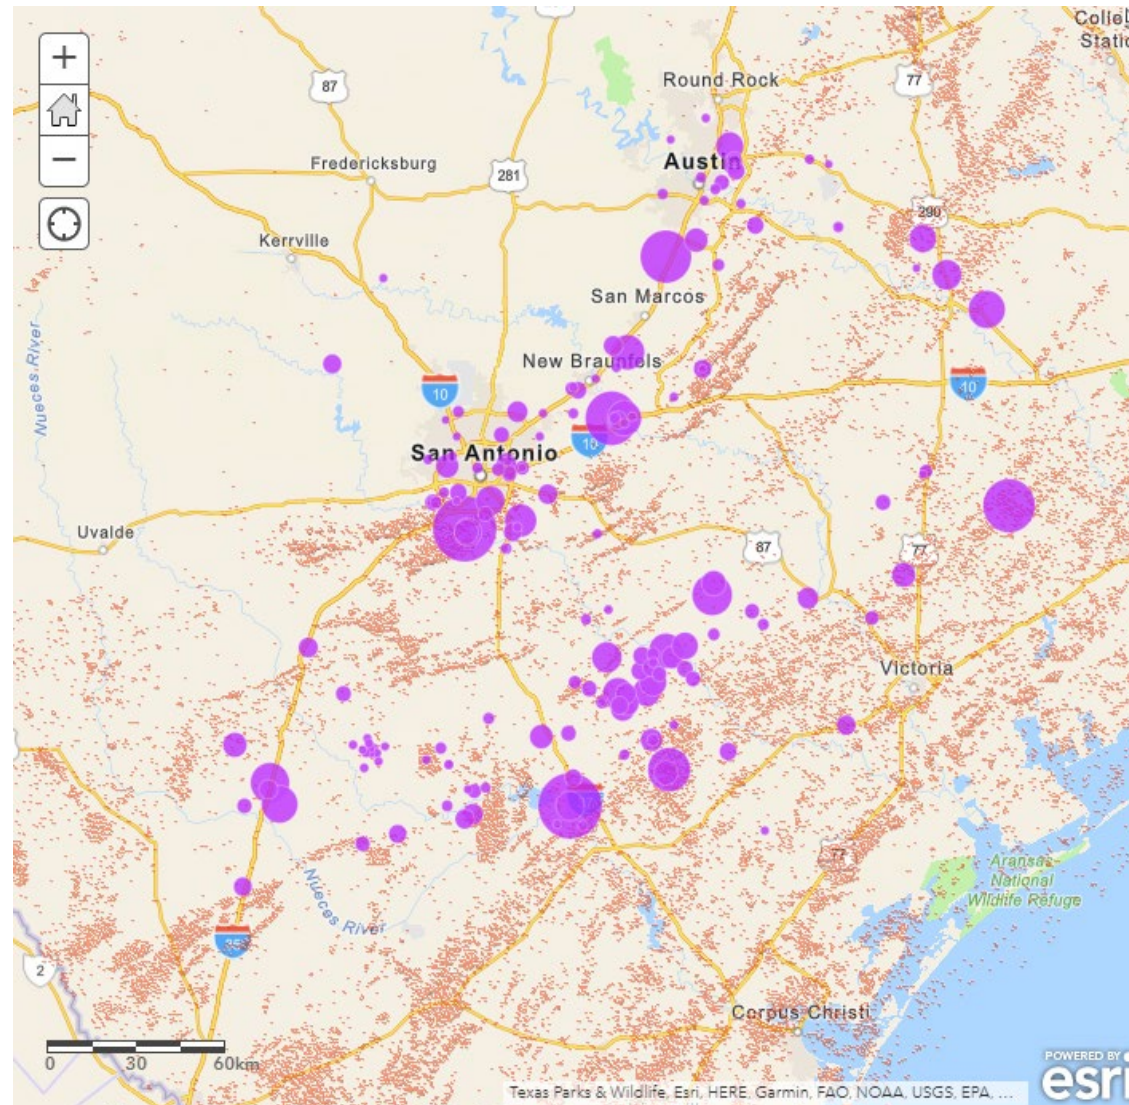 Colle
Static
+
87
Round Rock
77
Fredericksburg
281
Austin
−
290
Kerrville
San Marcos
Nueces River
New Braunfels
10
10
10
San Antonio
Uvalde
87
77
Victoria
Nueces River
77
Aransas
National
Wildlife Refuge
35
2
Corpus Christi
0 30 60km
POWERED BY
esri
Texas Parks & Wildlife, Esri, HERE, Garmin, FAO, NOAA, USGS, EPA, ...